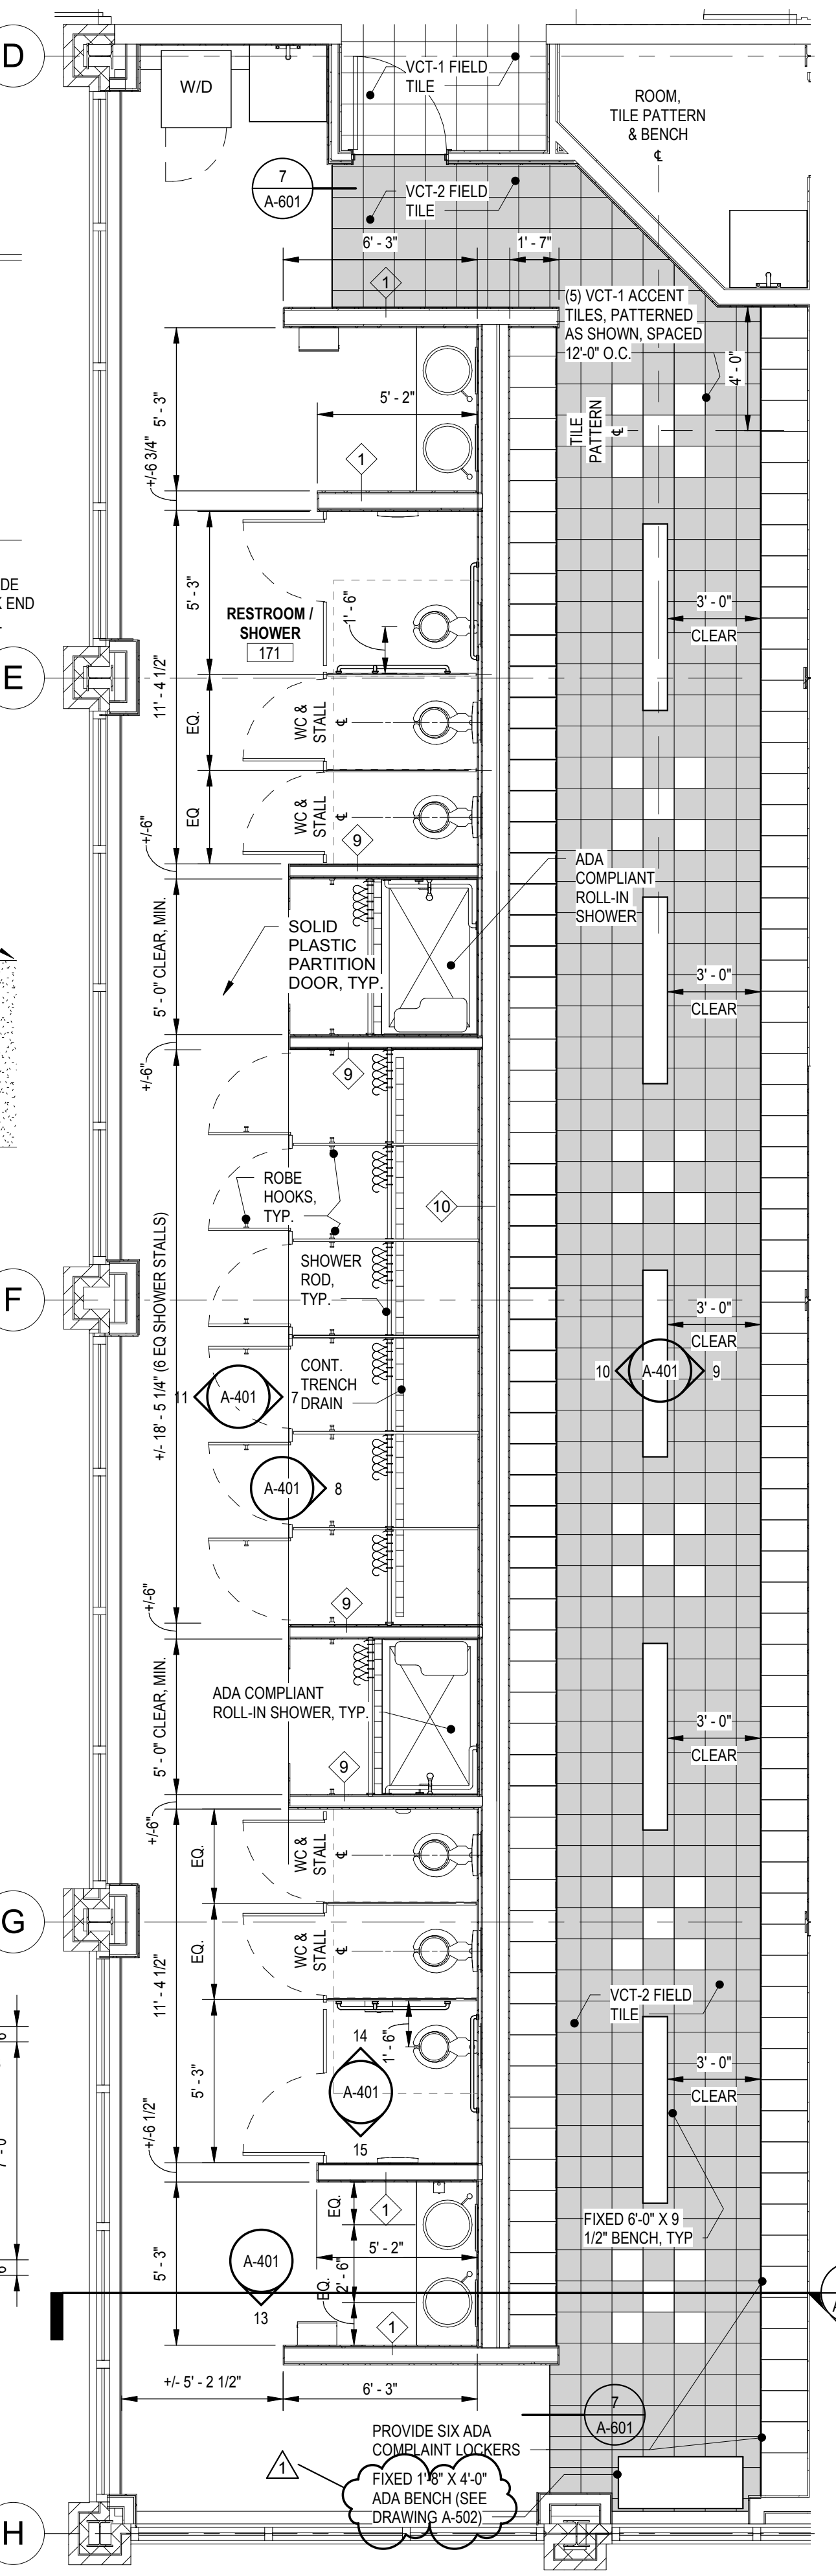 D
W/D
VCT-1 FIELD
TILE
ROOM,
TILE PATTERN
& BENCH
℄
7
A-601
VCT-2 FIELD
TILE
6' - 3"
1' - 7"
1
(5) VCT-1 ACCENT
TILES, PATTERNED
AS SHOWN, SPACED
12'-0" O.C.
4' - 0"
5' - 3"
5' - 2"
TILE
PATTERN
℄
+/-6 3/4"
1
DE
END
5' - 3"
1' - 6"
RESTROOM /
SHOWER
171
3' - 0"
CLEAR
E
11' - 4 1/2"
EQ.
WC &
STALL
℄
EQ
WC &
STALL
℄
+/-6"
9
ADA
COMPLIANT
ROLL-IN
SHOWER
5' - 0" CLEAR, MIN.
SOLID
PLASTIC
PARTITION
DOOR, TYP.
3' - 0"
CLEAR
+/-6"
9
ROBE
HOOKS,
TYP.
10
+/- 18' - 5 1/4" (6 EQ SHOWER STALLS)
SHOWER
ROD,
TYP.
F
3' - 0"
CLEAR
CONT.
TRENCH
DRAIN
11
A-401
7
10
A-401
9
A-401
8
+/-6"
9
5' - 0" CLEAR, MIN.
ADA COMPLIANT
ROLL-IN SHOWER, TYP.
3' - 0"
CLEAR
9
+/-6"
EQ.
WC &
STALL
℄
G
11' - 4 1/2"
EQ.
WC &
STALL
℄
VCT-2 FIELD
TILE
5' - 3"
1' - 6"
14
A-401
15
3' - 0"
CLEAR
+/-6 1/2"
1
EQ.
5' - 2"
FIXED 6'-0" X 9
1/2" BENCH, TYP
5' - 3"
A-401
13
2' - 6"
EQ.
1
+/- 5' - 2 1/2"
6' - 3"
7
A-601
PROVIDE SIX ADA
COMPLAINT LOCKERS
1
FIXED 1'-8" X 4'-0"
ADA BENCH (SEE
DRAWING A-502)
H